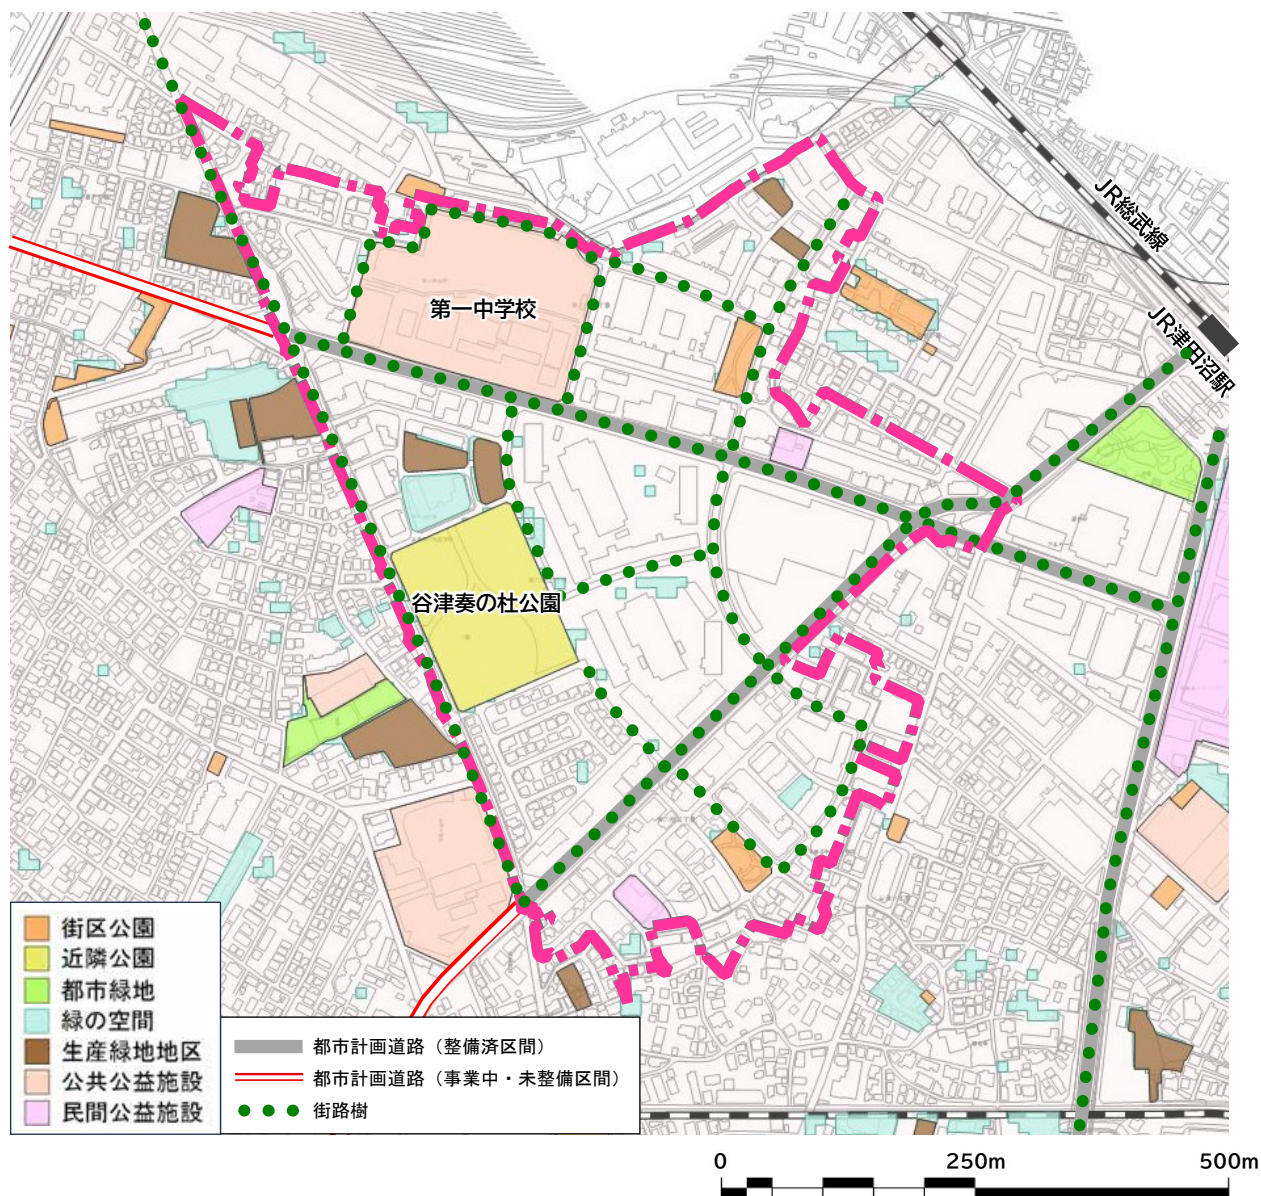 JR総武線
JR津田沼駅
第一中学校
谷津奏の杜公園
街区公園
近隣公園
都市緑地
緑の空間
生産緑地地区
公共公益施設
民間公益施設
都市計画道路（整備済区間）
都市計画道路（事業中・未整備区間）
街路樹
0 250m 500m